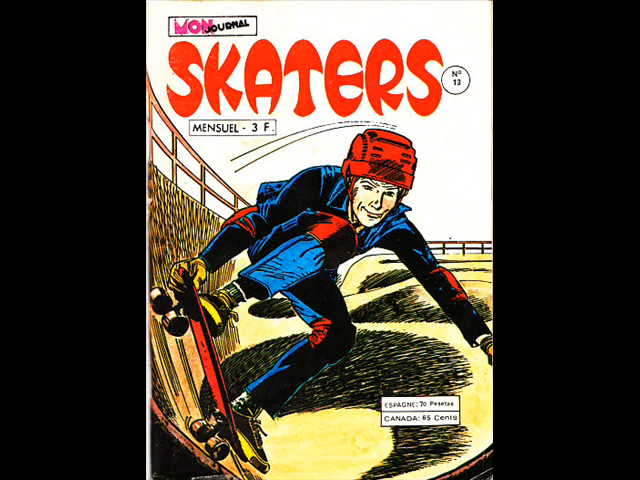 MON JOURNAL
SKATERS
N° 13
MENSUEL - 3 F.
ESPAGNE: 70 Pesetas
CANADA: 65 Cents